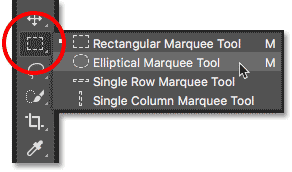 Rectangular Marquee Tool M
Elliptical Marquee Tool M
Single Row Marquee Tool
Single Column Marquee Tool